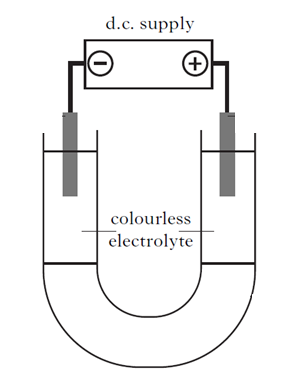 d.c. supply
− +
colourless
electrolyte